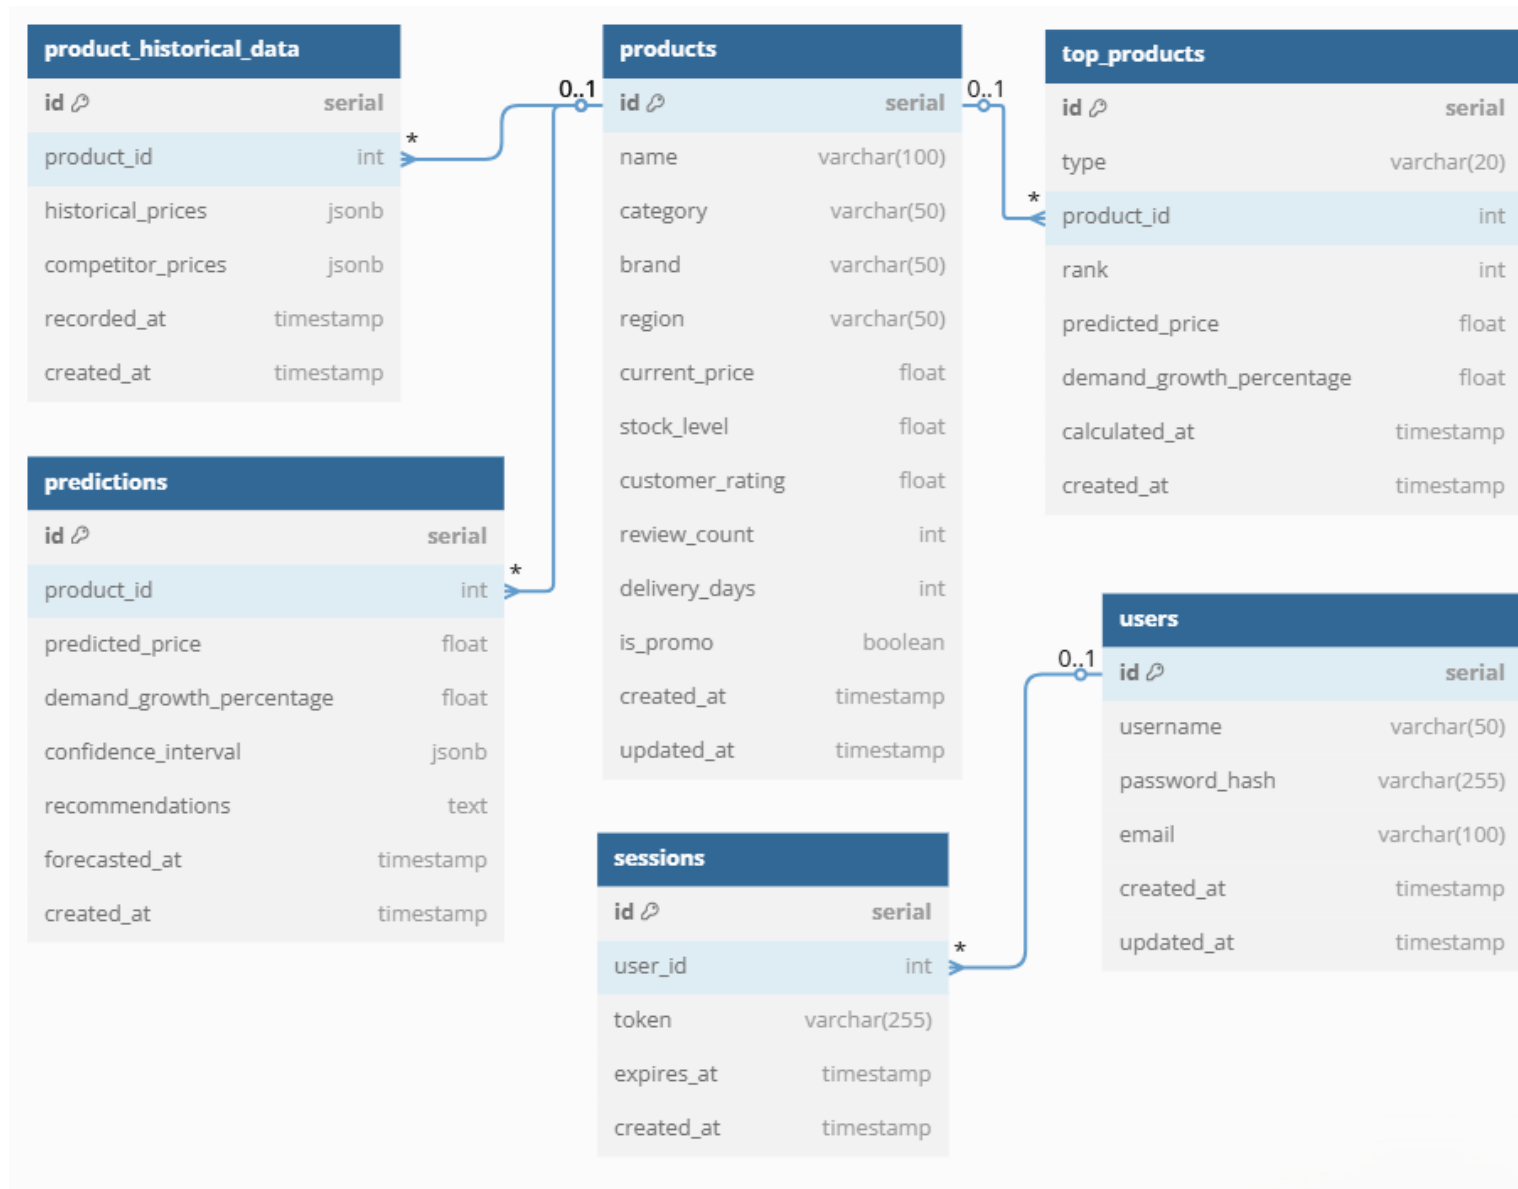 product_historical_data
id serial
product_id int
historical_prices jsonb
competitor_prices jsonb
recorded_at timestamp
created_at timestamp
*
0..1
products
id serial
name varchar(100)
category varchar(50)
brand varchar(50)
region varchar(50)
current_price float
stock_level float
customer_rating float
review_count int
delivery_days int
is_promo boolean
created_at timestamp
updated_at timestamp
0..1
*
top_products
id serial
type varchar(20)
product_id int
rank int
predicted_price float
demand_growth_percentage float
calculated_at timestamp
created_at timestamp
predictions
id serial
product_id int
predicted_price float
demand_growth_percentage float
confidence_interval jsonb
recommendations text
forecasted_at timestamp
created_at timestamp
*
sessions
id serial
user_id int
token varchar(255)
expires_at timestamp
created_at timestamp
*
0..1
users
id serial
username varchar(50)
password_hash varchar(255)
email varchar(100)
created_at timestamp
updated_at timestamp